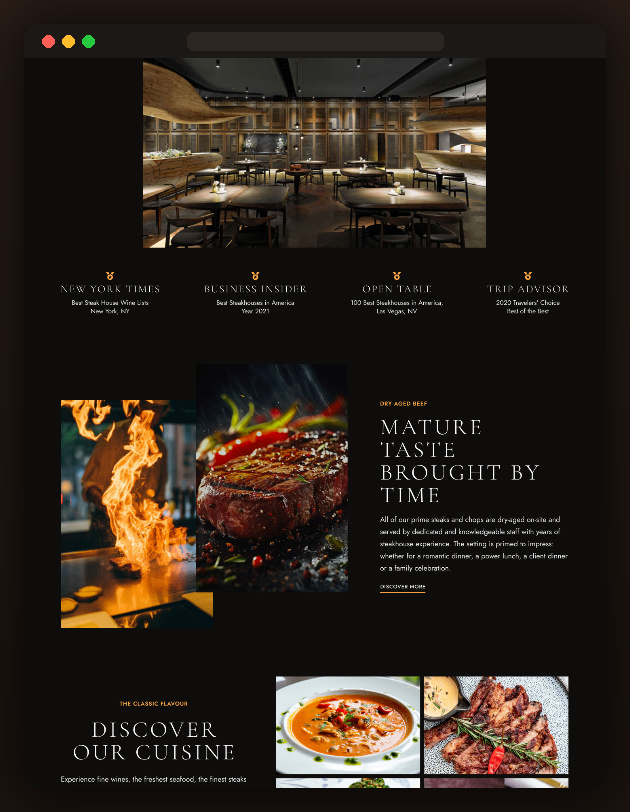 NEW YORK TIMES
Best Steak House Wine Lists
New York, NY
BUSINESS INSIDER
Best Steakhouses in America
Year 2021
OPEN TABLE
100 Best Steakhouses in America,
Las Vegas, NV
TRIP ADVISOR
2020 Travelers' Choice
Best of the Best
DRY AGED BEEF
MATURE
TASTE
BROUGHT BY
TIME
All of our prime steaks and chops are dry-aged on-site and
served by dedicated and knowledgeable staff with years of
steakhouse experience. The setting is primed to impress:
whether for a romantic dinner, a power lunch, a client dinner
or a family celebration.
DISCOVER MORE
THE CLASSIC FLAVOUR
DISCOVER
OUR CUISINE
Experience fine wines, the freshest seafood, the finest steaks